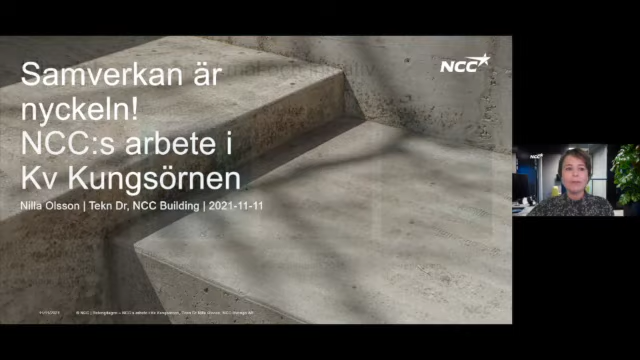 Samverkan är
nyckeln!
NCC:s arbete i
Kv Kungsörnen
Nilla Olsson | Tekn Dr, NCC Building | 2021-11-11
NCC